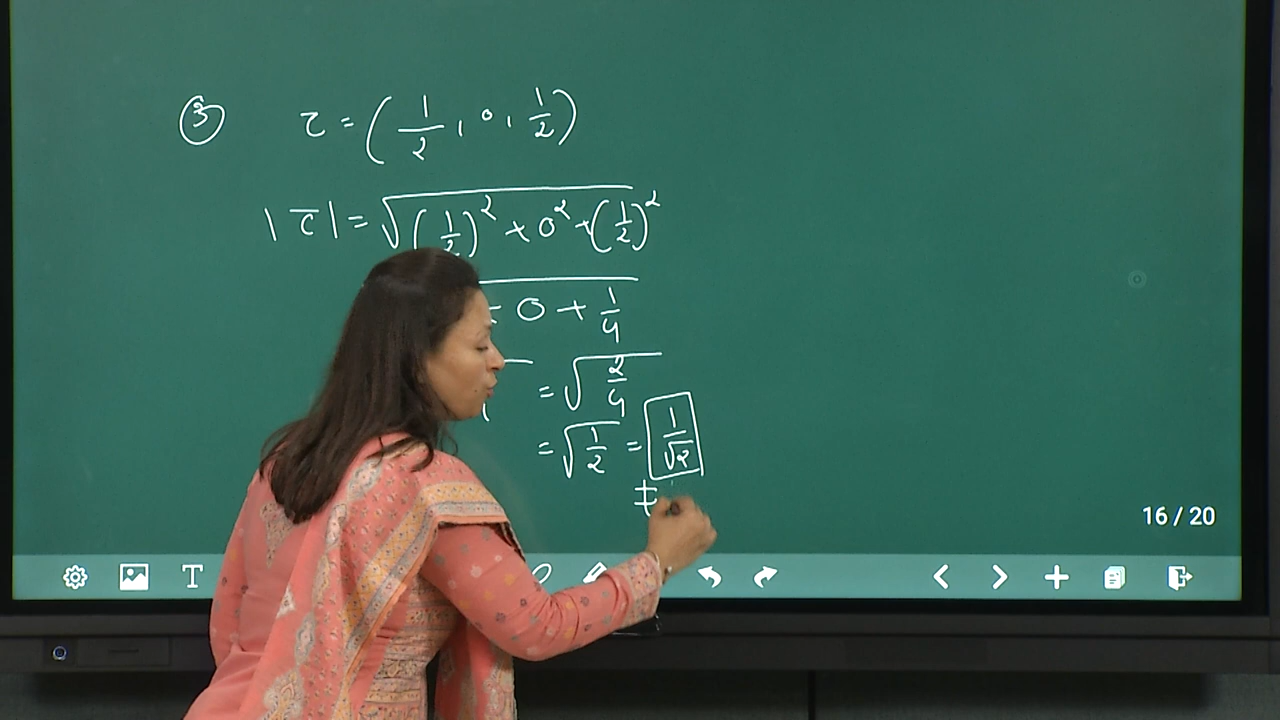 ③ τ = (1/2, 0, 1/2)
|τ| = √((1/2)² + 0² + (1/2)²)
= 0 + 1/4
= √(2/4)
= √(1/2) = 1/√2
≠
16 / 20
T